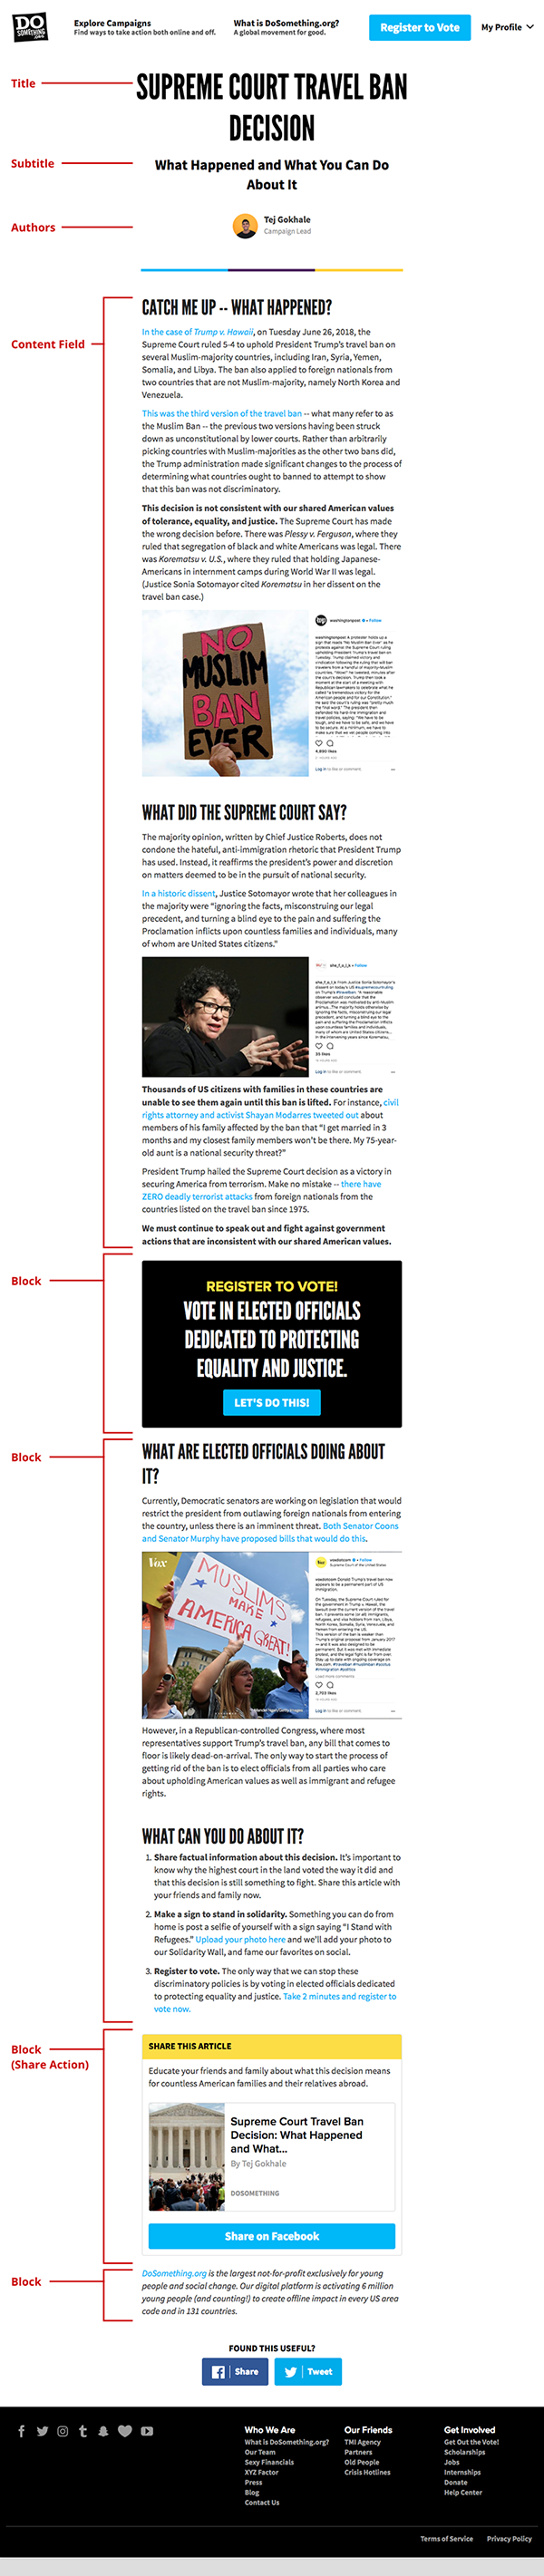 DO
SOMETHING
.ORG
Explore Campaigns
Find ways to take action both online and off.
What is DoSomething.org?
A global movement for good.
Register to Vote
My Profile
Title
SUPREME COURT TRAVEL BAN
DECISION
Subtitle
What Happened and What You Can Do
About It
Authors
Tej Gokhale
Campaign Lead
Content Field
CATCH ME UP -- WHAT HAPPENED?
In the case of Trump v. Hawaii, on Tuesday June 26, 2018, the
Supreme Court ruled 5-4 to uphold President Trump's travel ban on
several Muslim-majority countries, including Iran, Syria, Yemen,
Somalia, and Libya. The ban also applied to foreign nationals from
two countries that are not Muslim-majority, namely North Korea and
Venezuela.
This was the third version of the travel ban -- what many refer to as
the Muslim Ban -- the previous two versions having been struck
down as unconstitutional by lower courts. Rather than arbitrarily
picking countries with Muslim-majorities as the other two bans did,
the Trump administration made significant changes to the process of
determining what countries ought to banned to attempt to show
that this ban was not discriminatory.
This decision is not consistent with our shared American values
of tolerance, equality, and justice. The Supreme Court has made
the wrong decision before. There was Plessy v. Ferguson, where they
ruled that segregation of black and white Americans was legal. There
was Korematsu v. U.S., where they ruled that holding Japanese-
Americans in internment camps during World War II was legal.
(Justice Sonia Sotomayor cited Korematsu in her dissent on the
travel ban case.)
NO
MUSLIM
BAN
EVER
washingtonpost • Follow
4,890 likes
Log in to like or comment.
WHAT DID THE SUPREME COURT SAY?
The majority opinion, written by Chief Justice Roberts, does not
condone the hateful, anti-immigration rhetoric that President Trump
has used. Instead, it reaffirms the president's power and discretion
on matters deemed to be in the pursuit of national security.
In a historic dissent, Justice Sotomayor wrote that her colleagues in
the majority were "ignoring the facts, misconstruing our legal
precedent, and turning a blind eye to the pain and suffering the
Proclamation inflicts upon countless families and individuals, many
of whom are United States citizens."
35 likes
Log in to like or comment.
Thousands of US citizens with families in these countries are
unable to see them again until this ban is lifted. For instance, civil
rights attorney and activist Shayan Modarres tweeted out about
members of his family affected by the ban that "I get married in 3
months and my closest family members won't be there. My 75-year-
old aunt is a national security threat?"
President Trump hailed the Supreme Court decision as a victory in
securing America from terrorism. Make no mistake -- there have
ZERO deadly terrorist attacks from foreign nationals from the
countries listed on the travel ban since 1975.
We must continue to speak out and fight against government
actions that are inconsistent with our shared American values.
Block
REGISTER TO VOTE!
VOTE IN ELECTED OFFICIALS
DEDICATED TO PROTECTING
EQUALITY AND JUSTICE.
LET'S DO THIS!
Block
WHAT ARE ELECTED OFFICIALS DOING ABOUT
IT?
Currently, Democratic senators are working on legislation that would
restrict the president from outlawing foreign nationals from entering
the country, unless there is an imminent threat. Both Senator Coons
and Senator Murphy have proposed bills that would do this.
Vox
MUSLIMS
MAKE
AMERICA GREAT!
voxdotcom • Follow
Supreme Court of the United States
2,703 likes
Log in to like or comment.
However, in a Republican-controlled Congress, where most
representatives support Trump's travel ban, any bill that comes to
floor is likely dead-on-arrival. The only way to start the process of
getting rid of the ban is to elect officials from all parties who care
about upholding American values as well as immigrant and refugee
rights.
WHAT CAN YOU DO ABOUT IT?
1. Share factual information about this decision. It's important to
know why the highest court in the land voted the way it did and
that this decision is still something to fight. Share this article with
your friends and family now.
2. Make a sign to stand in solidarity. Something you can do from
home is post a selfie of yourself with a sign saying "I Stand with
Refugees." Upload your photo here and we'll add your photo to
our Solidarity Wall, and fame our favorites on social.
3. Register to vote. The only way that we can stop these
discriminatory policies is by voting in elected officials dedicated
to protecting equality and justice. Take 2 minutes and register to
vote now.
Block
(Share Action)
SHARE THIS ARTICLE
Educate your friends and family about what this decision means
for countless American families and their relatives abroad.
Supreme Court Travel Ban
Decision: What Happened
and What...
By Tej Gokhale
DOSOMETHING
Share on Facebook
Block
DoSomething.org is the largest not-for-profit exclusively for young
people and social change. Our digital platform is activating 6 million
young people (and counting!) to create offline impact in every US area
code and in 131 countries.
FOUND THIS USEFUL?
Share
Tweet
Who We Are
What is DoSomething.org?
Our Team
Sexy Financials
XYZ Factor
Press
Blog
Contact Us
Our Friends
TMI Agency
Partners
Old People
Crisis Hotlines
Get Involved
Get Out the Vote!
Scholarships
Jobs
Internships
Donate
Help Center
Terms of Service
Privacy Policy